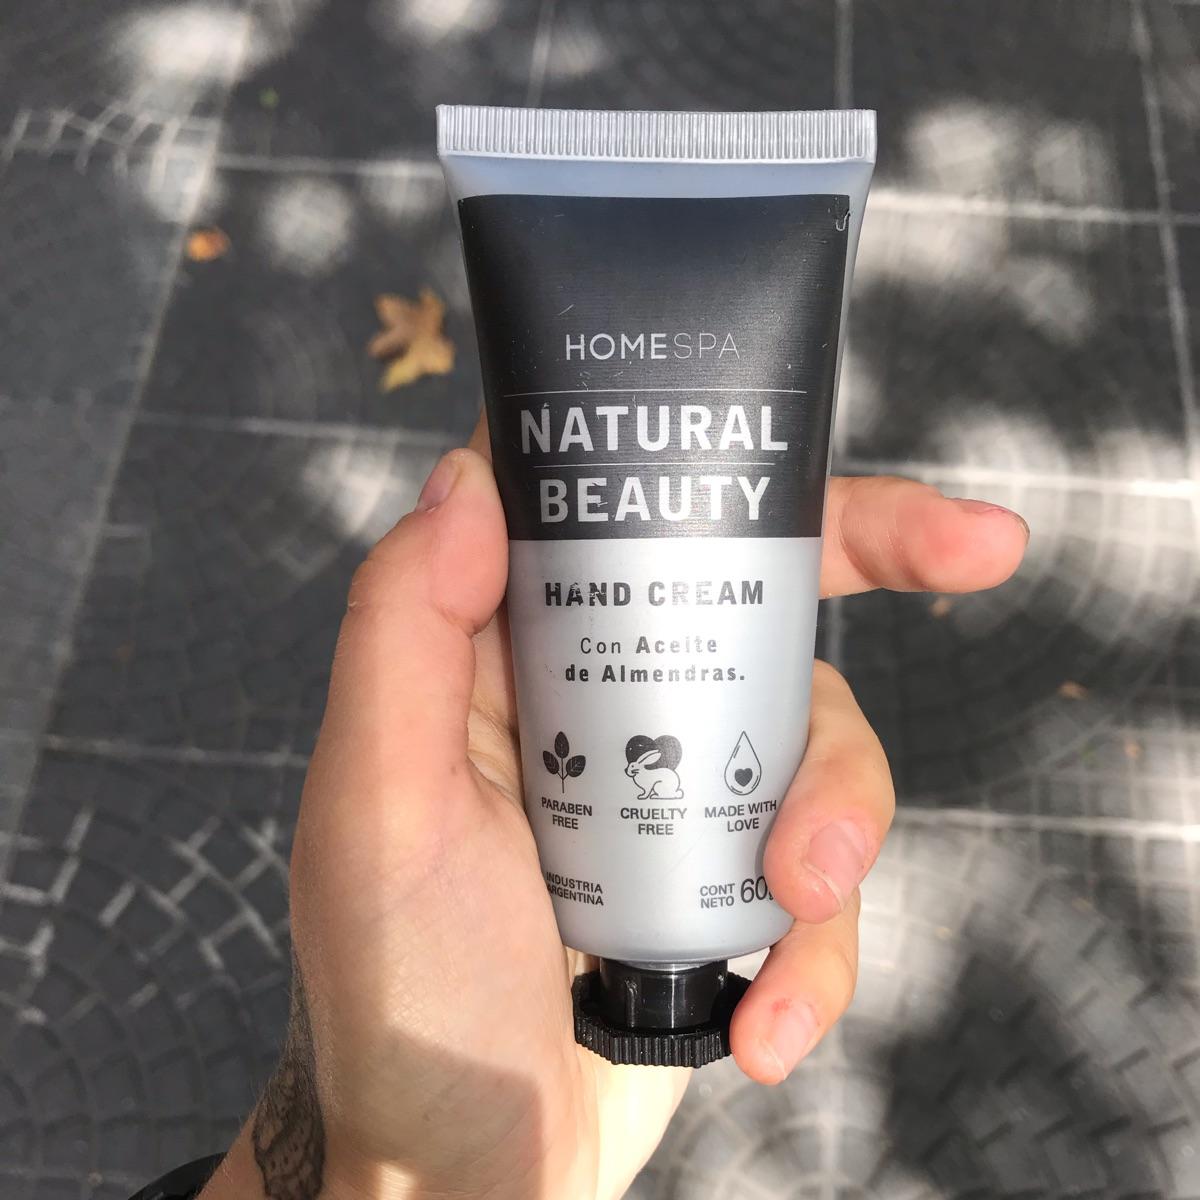 HOMESPA
NATURAL
BEAUTY
HAND CREAM
Con Aceite
de Almendras.
PARABEN
FREE
CRUELTY
FREE
MADE WITH
LOVE
INDUSTRIA
ARGENTINA
CONT
NETO 60